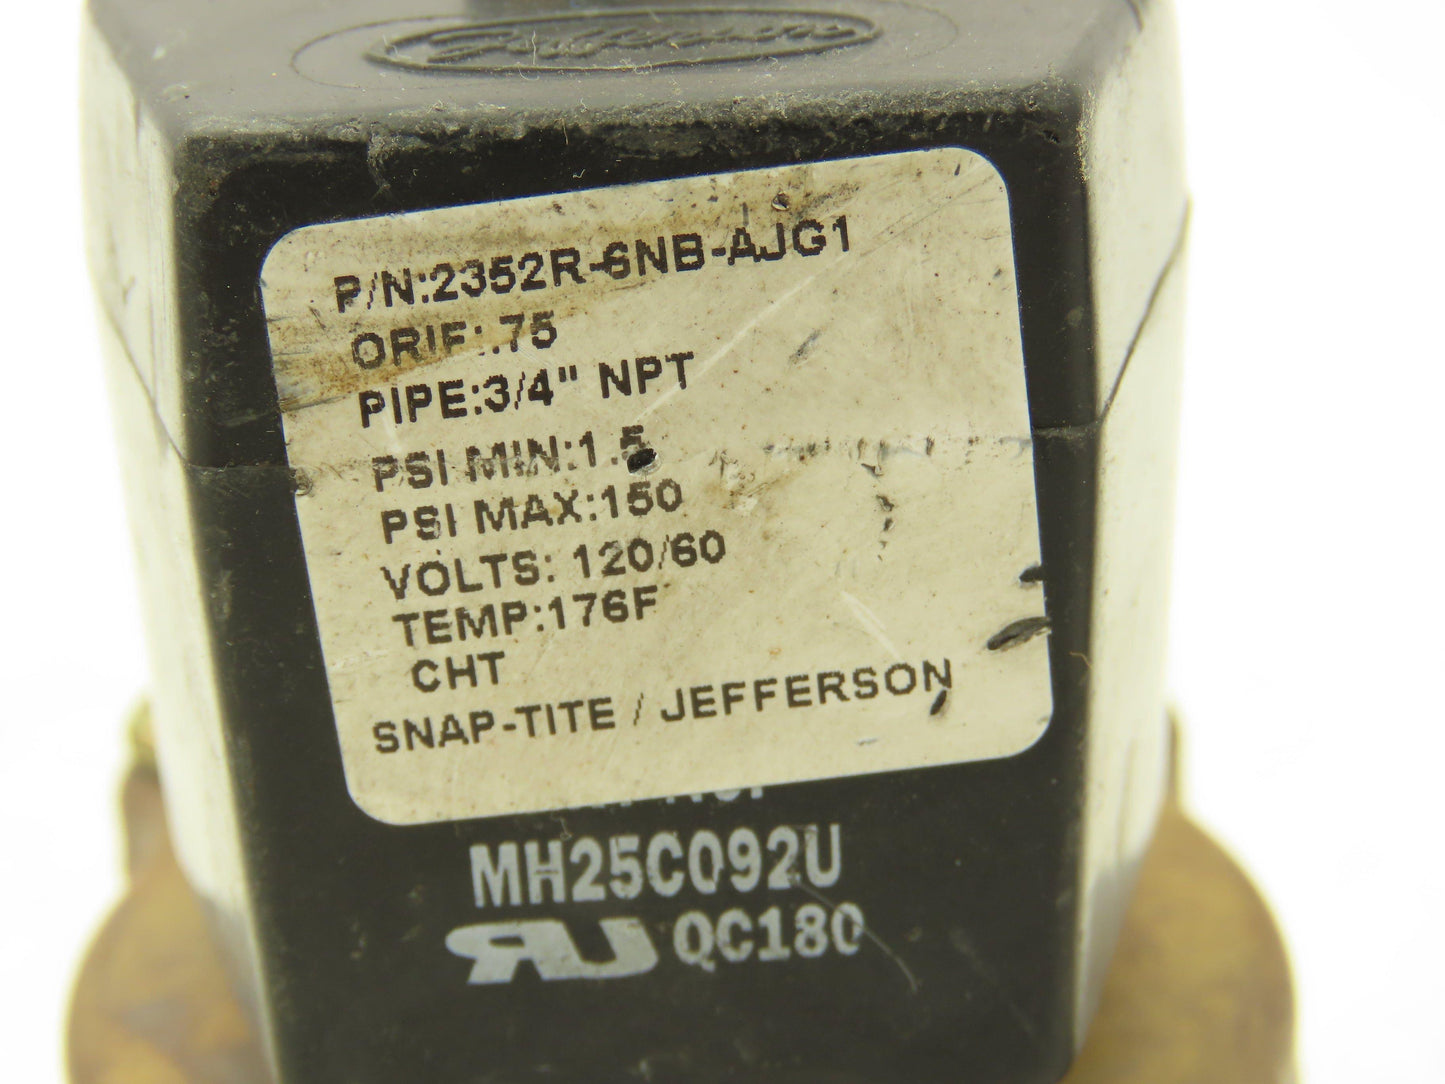 Jefferson
P/N:2352R-6NB-AJG1
ORIF:.75
PIPE:3/4" NPT
PSI MIN:1.5
PSI MAX:150
VOLTS: 120/60
TEMP:176F
CHT
SNAP-TITE / JEFFERSON
MH25C092U
QC180